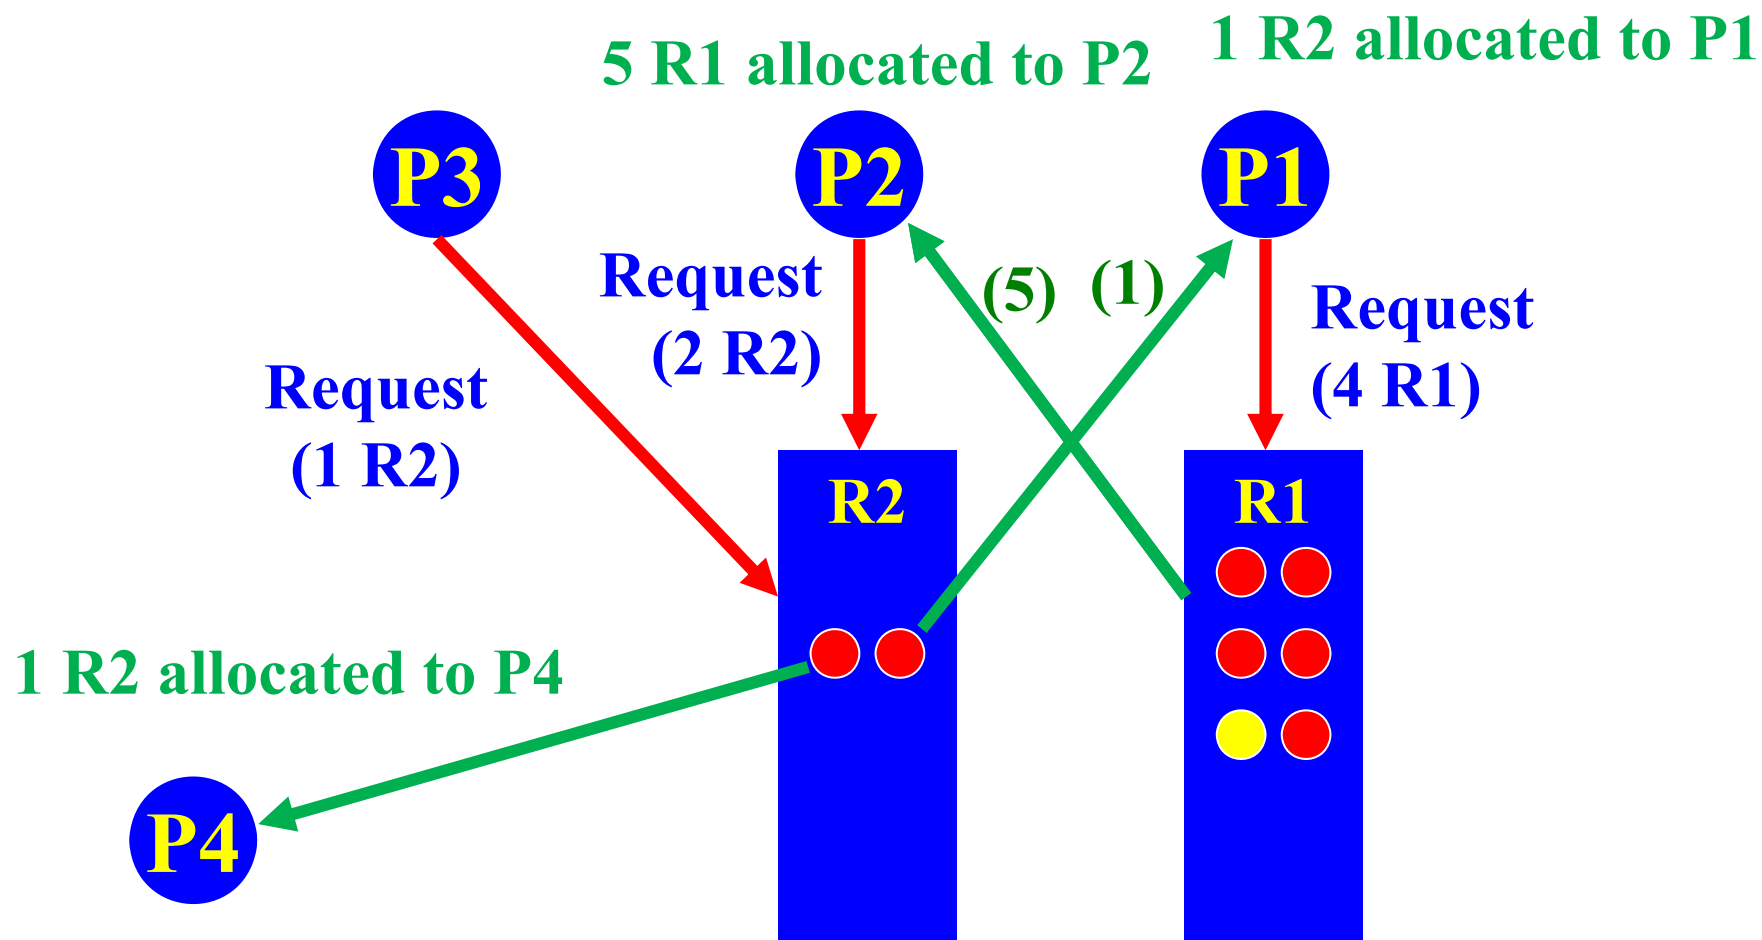 1 R2 allocated to P1
5 R1 allocated to P2
P3
P2
P1
Request
(2 R2)
(5)
(1)
Request
(4 R1)
Request
(1 R2)
R2
R1
1 R2 allocated to P4
P4